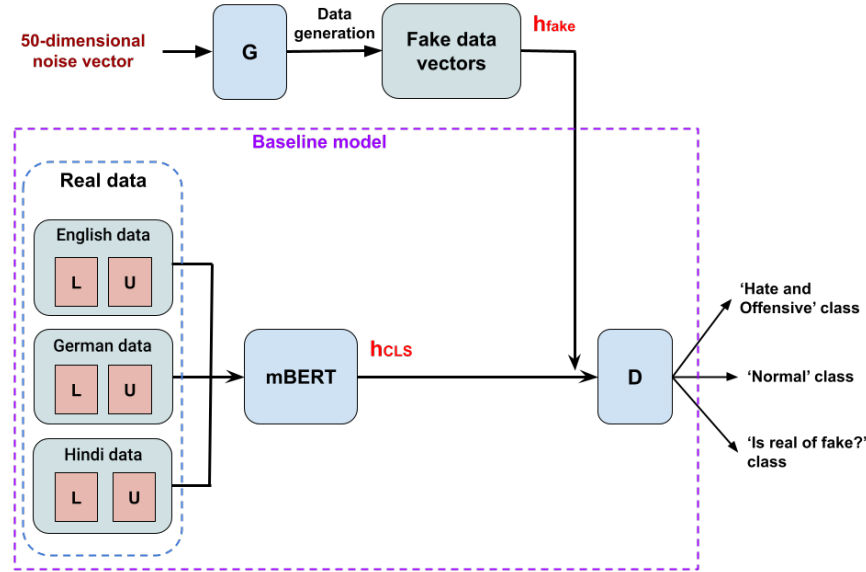 50-dimensional
noise vector
G
Data
generation
Fake data
vectors
hfake
Baseline model
Real data
English data
L U
German data
L U
Hindi data
L U
mBERT
hCLS
D
‘Hate and
Offensive’ class
‘Normal’ class
‘Is real of fake?’
class